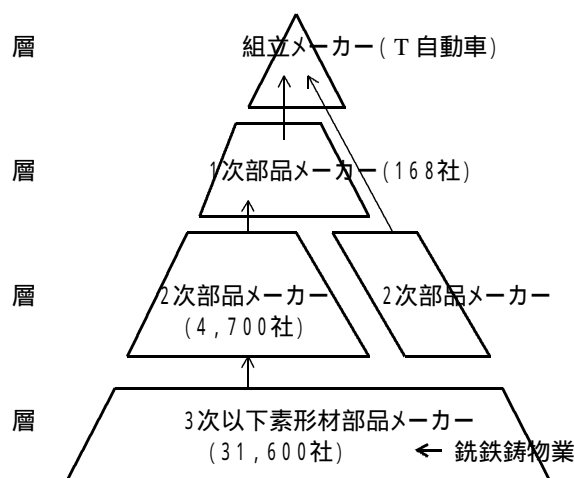 層 組立メーカー(T自動車)
層 1次部品メーカー(168社)
層 2次部品メーカー 2次部品メーカー
(4,700社)
層 3次以下素形材部品メーカー
(31,600社) ← 銑鉄鋳物業